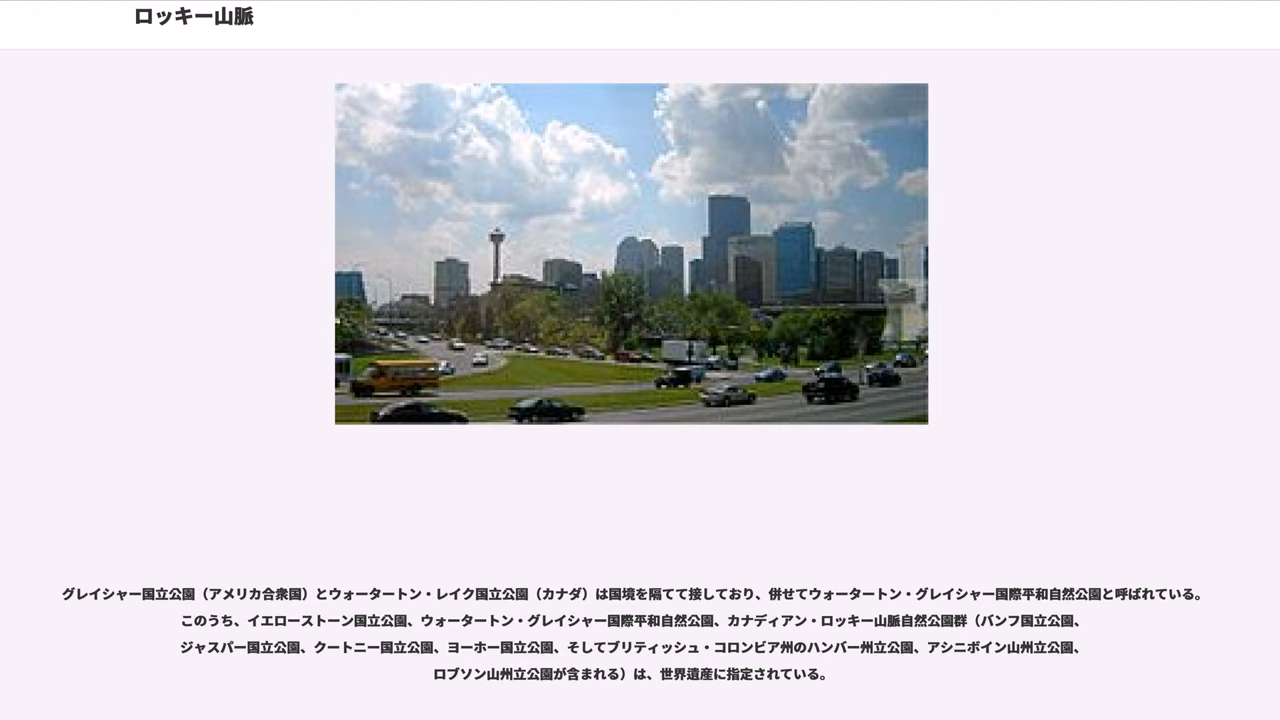 ロッキー山脈
グレイシャー国立公園（アメリカ合衆国）とウォータートン・レイク国立公園（カナダ）は国境を隔てて接しており、併せてウォータートン・グレイシャー国際平和自然公園と呼ばれている。
このうち、イエローストーン国立公園、ウォータートン・グレイシャー国際平和自然公園、カナディアン・ロッキー山脈自然公園群（バンフ国立公園、
ジャスパー国立公園、クートニー国立公園、ヨーホー国立公園、そしてブリティッシュ・コロンビア州のハンバー州立公園、アシニボイン山州立公園、
ロブソン山州立公園が含まれる）は、世界遺産に指定されている。